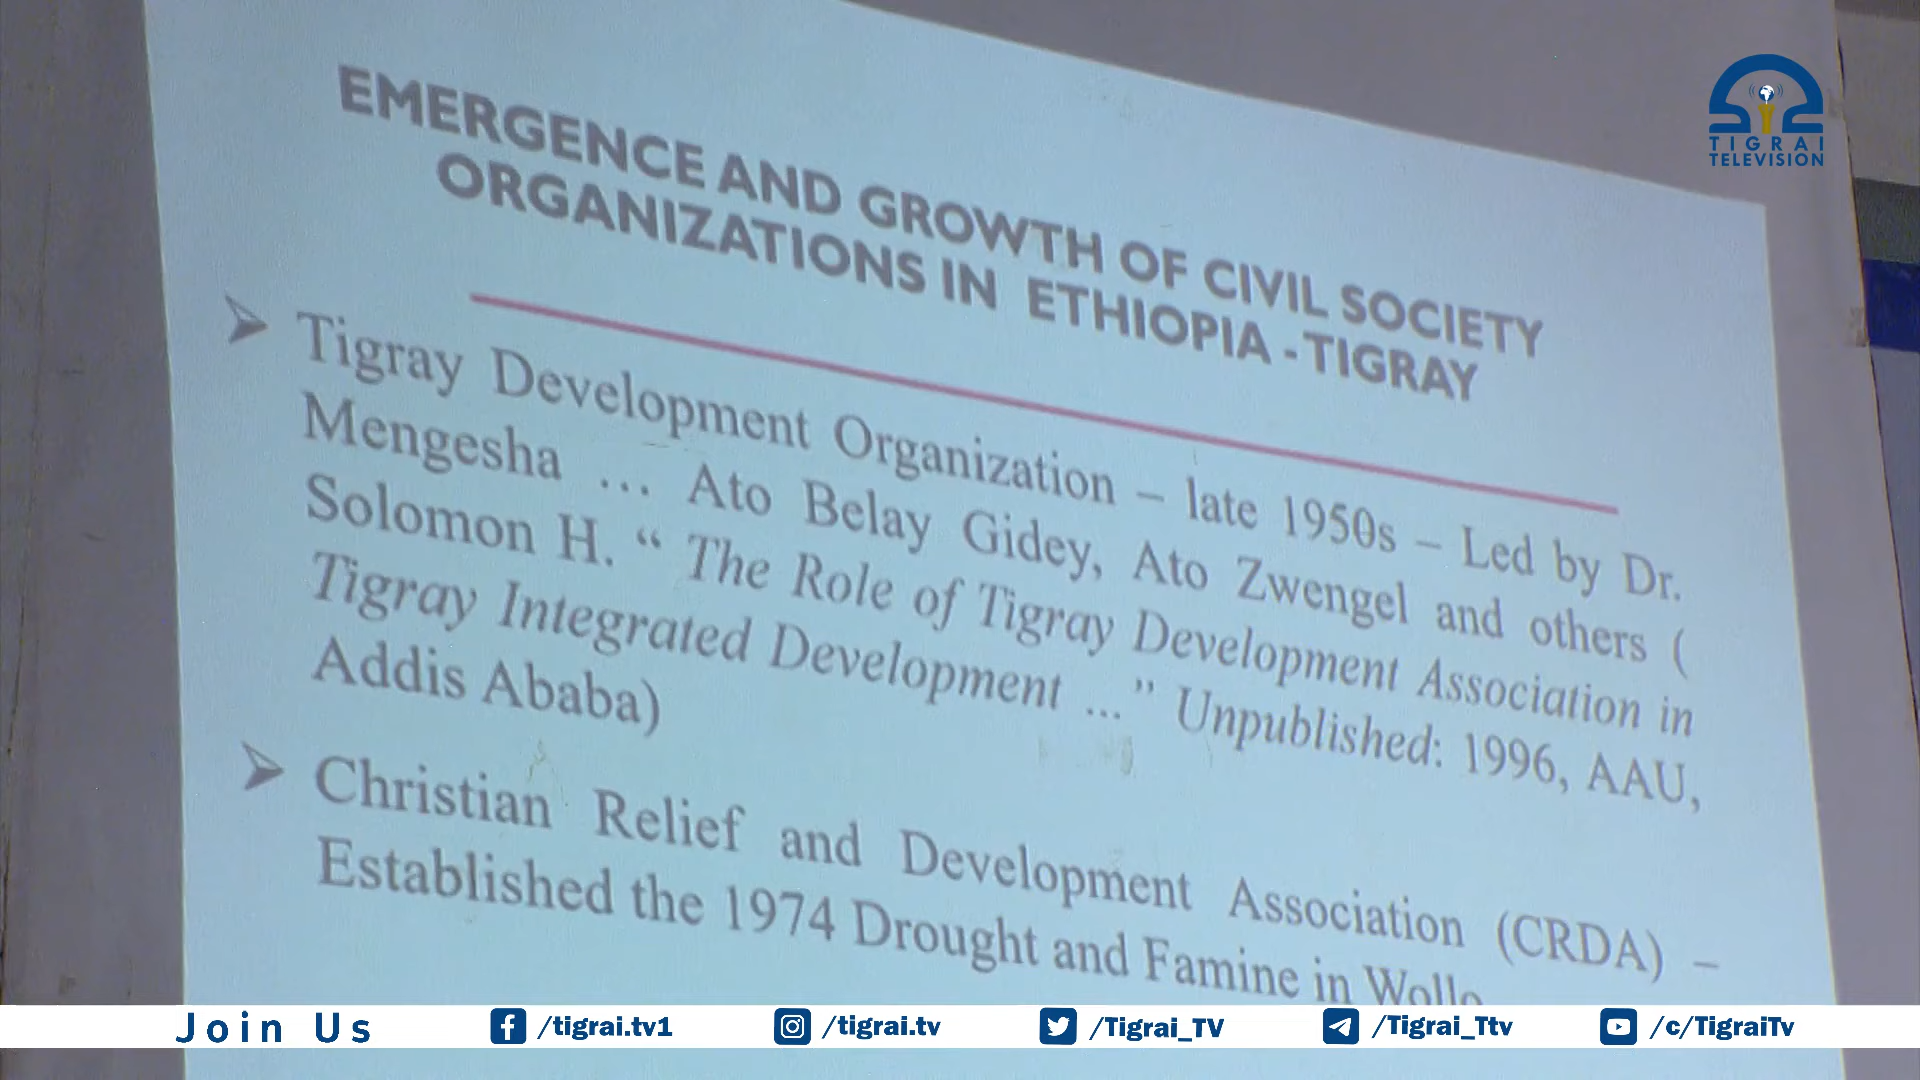 TIGRAI
TELEVISION
EMERGENCE AND GROWTH OF CIVIL SOCIETY
ORGANIZATIONS IN ETHIOPIA -TIGRAY
➢ Tigray Development Organization – late 1950s – Led by Dr.
Mengesha … Ato Belay Gidey, Ato Zwengel and others (
Solomon H. “ The Role of Tigray Development Association in
Tigray Integrated Development ...” Unpublished: 1996, AAU,
Addis Ababa)
➢ Christian Relief and Development Association (CRDA) –
Established the 1974 Drought and Famine in Wollo
Join Us
/tigrai.tv1
/tigrai.tv
/Tigrai_TV
/Tigrai_Ttv
/c/TigraiTv